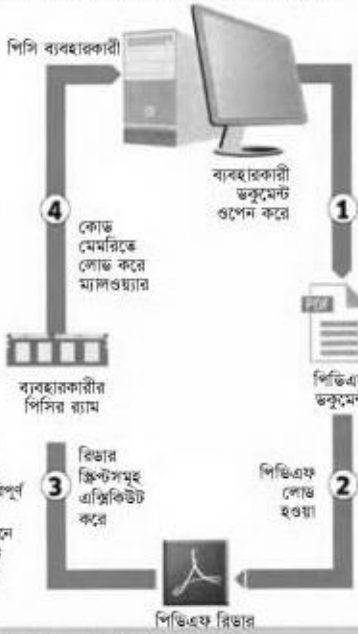 পিসি ব্যবহারকারী
ব্যবহারকারী
ডকুমেন্ট
ওপেন করে
1
4
কোড
মেমরিতে
লোড করে
ম্যালওয়্যার
PDF
ব্যবহারকারীর
পিসির র‍্যাম
রিডার
স্ক্রিপ্টসমূহ
এক্সিকিউট
করে
3
পিডিএফ
লোড
হওয়া
2
পিডিএফ রিডার